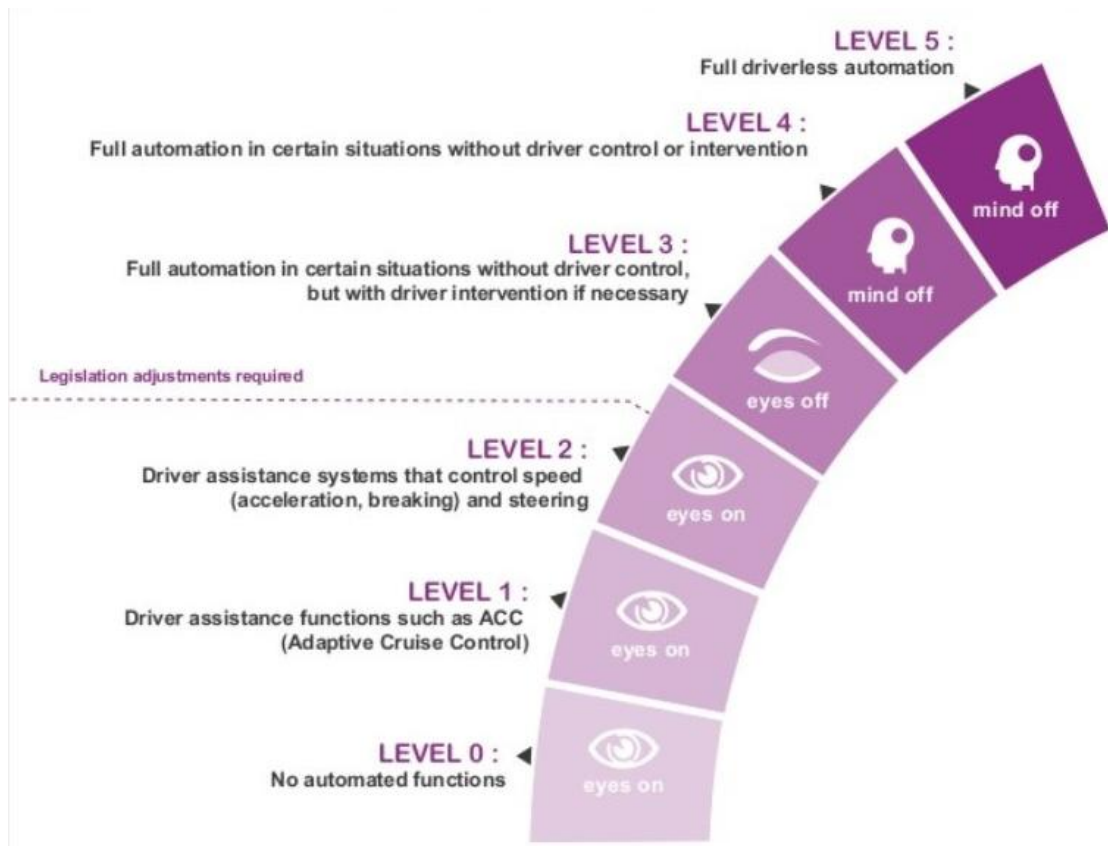 LEVEL 5 :
Full driverless automation
mind off
LEVEL 4 :
Full automation in certain situations without driver control or intervention
mind off
LEVEL 3 :
Full automation in certain situations without driver control,
but with driver intervention if necessary
eyes off
Legislation adjustments required
LEVEL 2 :
Driver assistance systems that control speed
(acceleration, breaking) and steering
eyes on
LEVEL 1 :
Driver assistance functions such as ACC
(Adaptive Cruise Control)
eyes on
LEVEL 0 :
No automated functions
eyes on